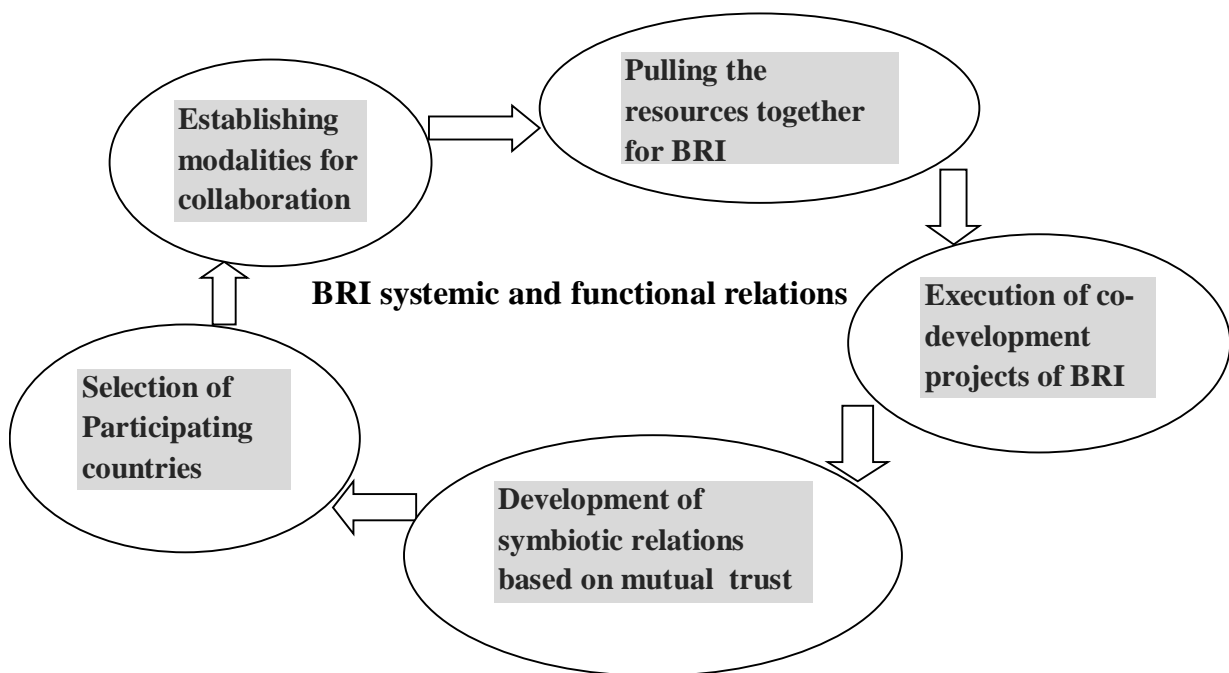 Establishing
modalities for
collaboration
Pulling the
resources together
for BRI
BRI systemic and functional relations
Execution of co-
development
projects of BRI
Selection of
Participating
countries
Development of
symbiotic relations
based on mutual  trust